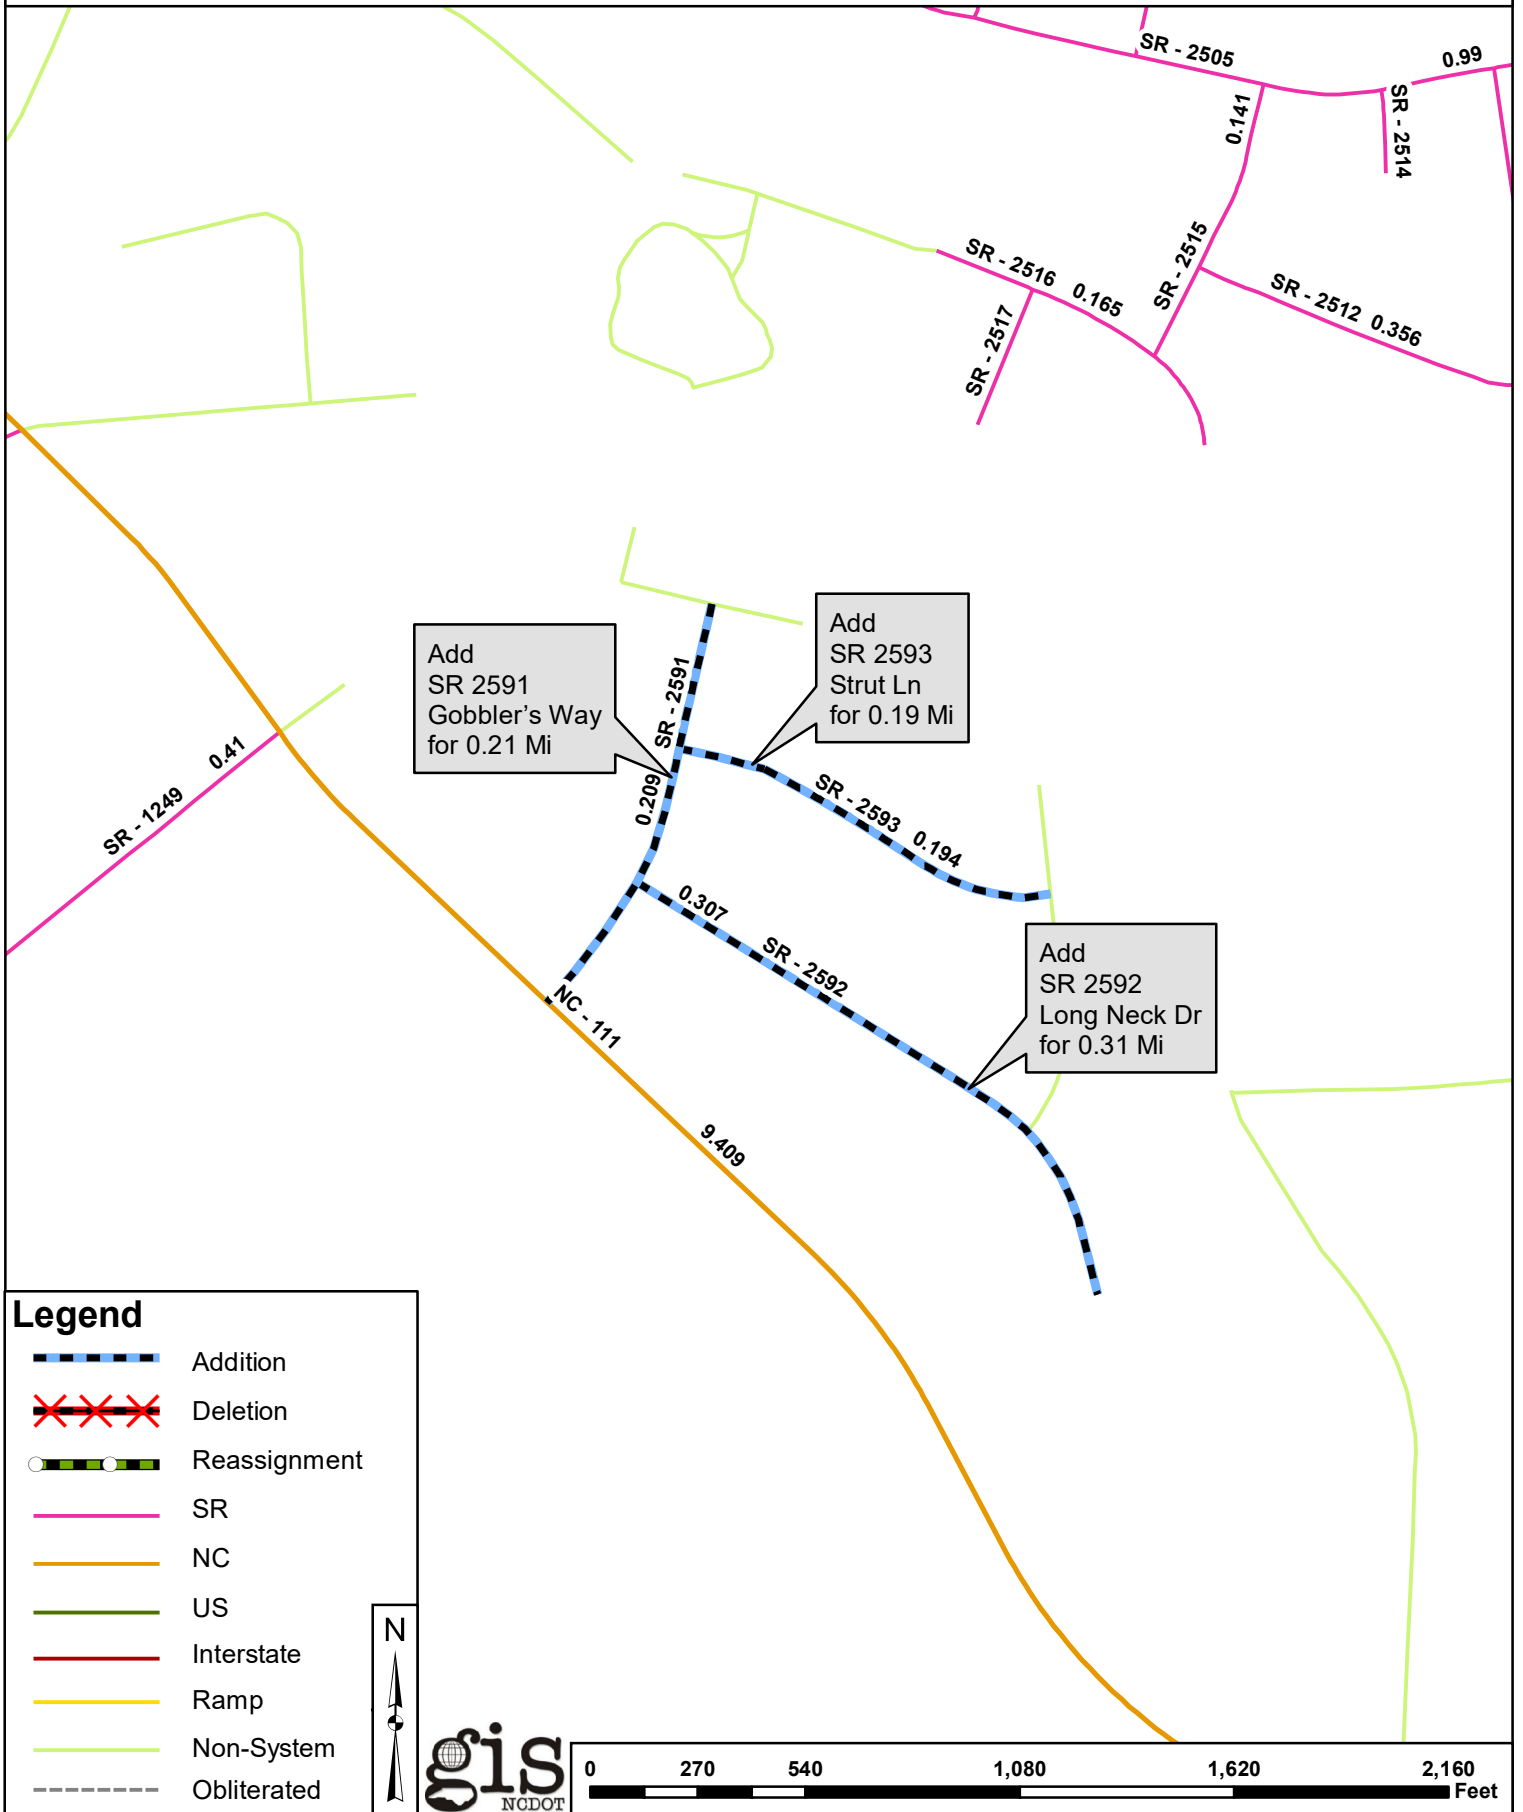 SR - 2505
0.99
0.141
SR - 2514
SR - 2515
SR - 2516 0.165
SR - 2512 0.356
SR - 2517
Add
SR 2593
Strut Ln
for 0.19 Mi
Add
SR 2591
Gobbler’s Way
for 0.21 Mi
SR - 2591
0.209
0.41
SR - 1249
SR - 2593 0.194
0.307
SR - 2592
Add
SR 2592
Long Neck Dr
for 0.31 Mi
NC - 111
9.409
Legend
Addition
Deletion
Reassignment
SR
NC
US
Interstate
Ramp
Non-System
Obliterated
N
gis
NCDOT
0 270 540 1,080 1,620 2,160
Feet